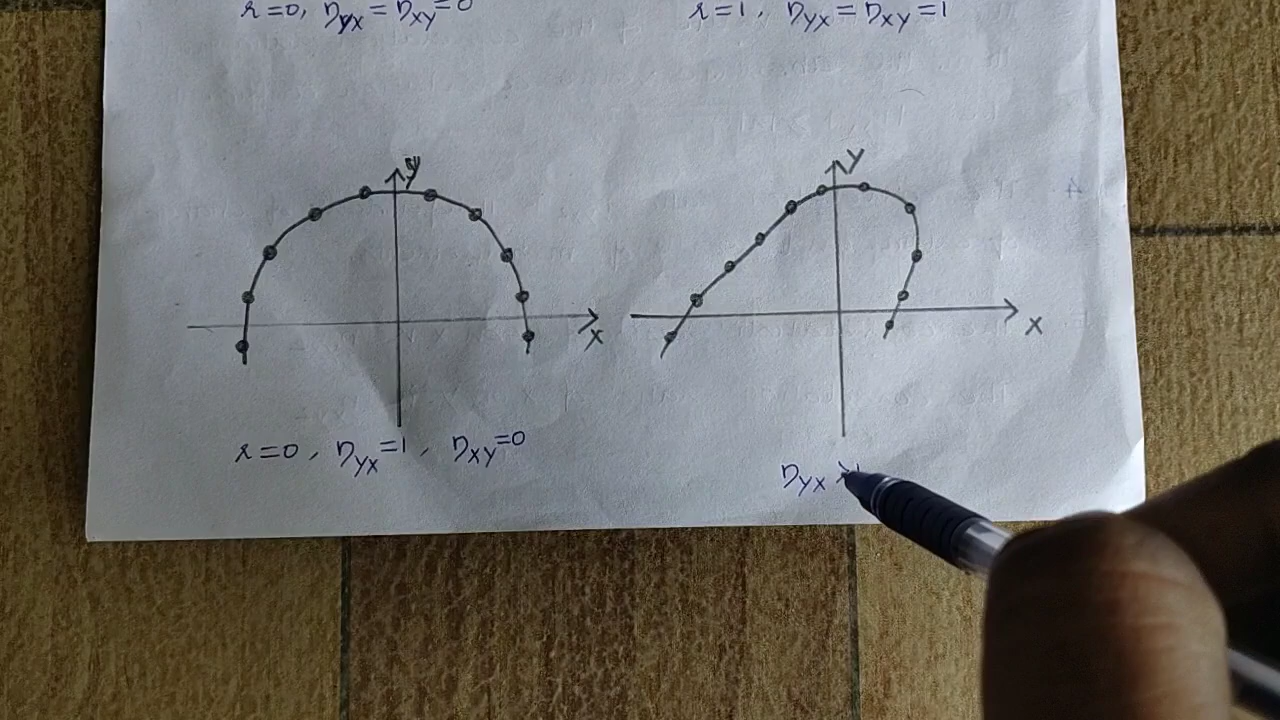 r=0, ηyx=ηxy=0
r=1, ηyx=ηxy=1
y
y
x
x
r=0, ηyx=1, ηxy=0
ηyx >